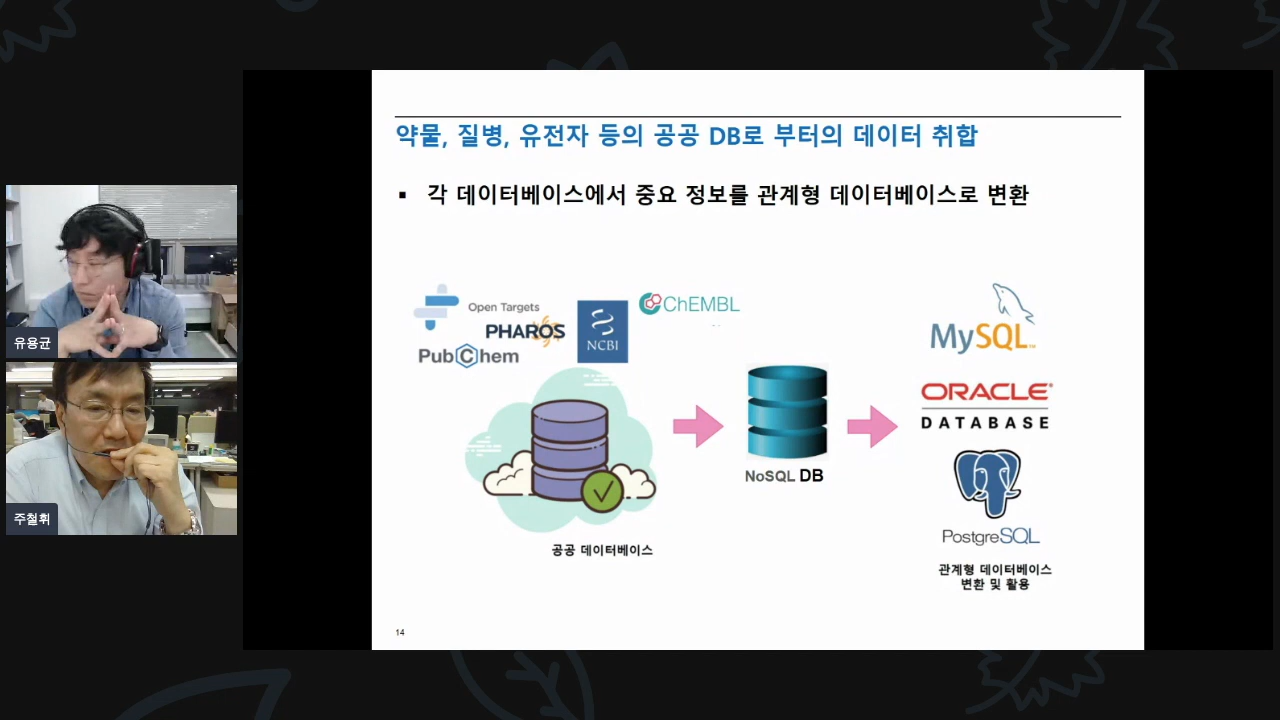 약물, 질병, 유전자 등의 공공 DB로 부터의 데이터 취합
▪ 각 데이터베이스에서 중요 정보를 관계형 데이터베이스로 변환
Open Targets
PHAROS
PubChem
NCBI
ChEMBL
공공 데이터베이스
NoSQL DB
MySQL™
ORACLE®
DATABASE
PostgreSQL
관계형 데이터베이스
변환 및 활용
14
유용균
주철휘